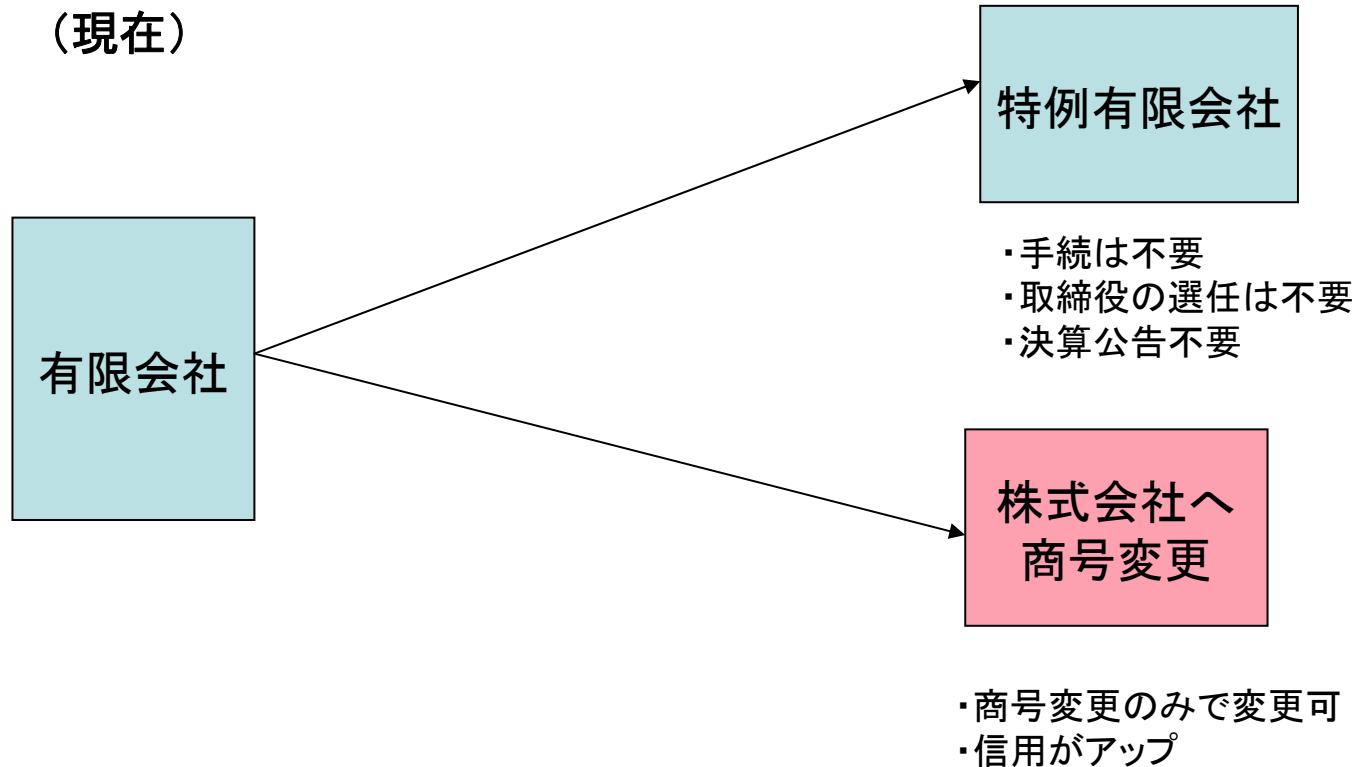 （現在）
特例有限会社
・手続は不要
・取締役の選任は不要
・決算公告不要
有限会社
株式会社へ
商号変更
・商号変更のみで変更可
・信用がアップ